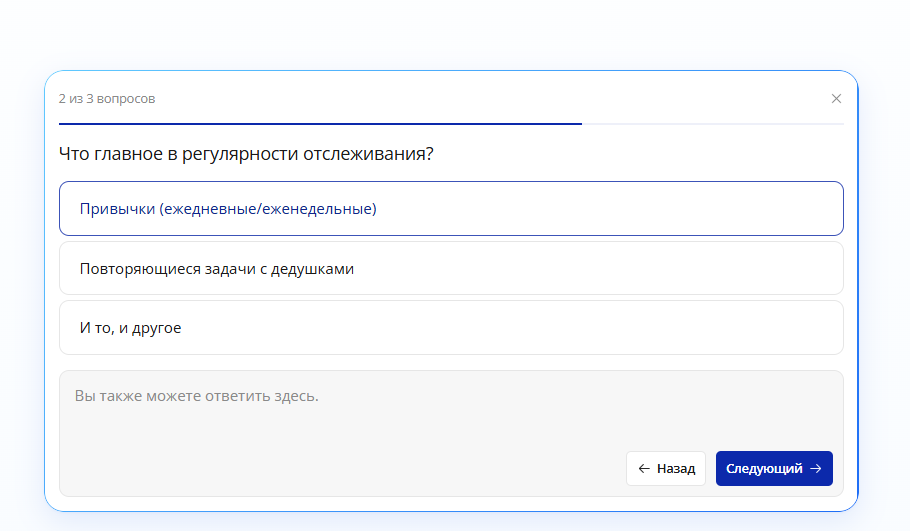 2 из 3 вопросов
Что главное в регулярности отслеживания?
Привычки (ежедневные/еженедельные)
Повторяющиеся задачи с дедушками
И то, и другое
Вы также можете ответить здесь.
← Назад
Следующий →